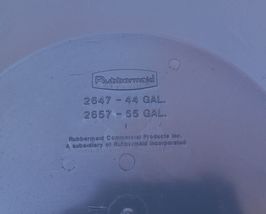 Rubbermaid
2647 - 44 GAL.
2657 - 55 GAL.
Rubbermaid Commercial Products Inc.
A subsidiary of Rubbermaid Incorporated